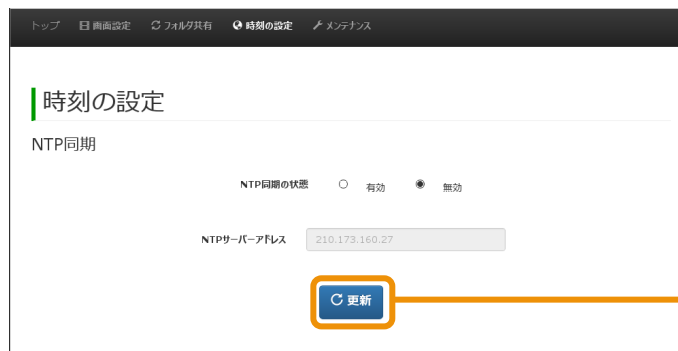 トップ 画面設定 フォルダ共有 時刻の設定 メンテナンス
時刻の設定
NTP同期
NTP同期の状態 有効 無効
NTPサーバーアドレス 210.173.160.27
更新